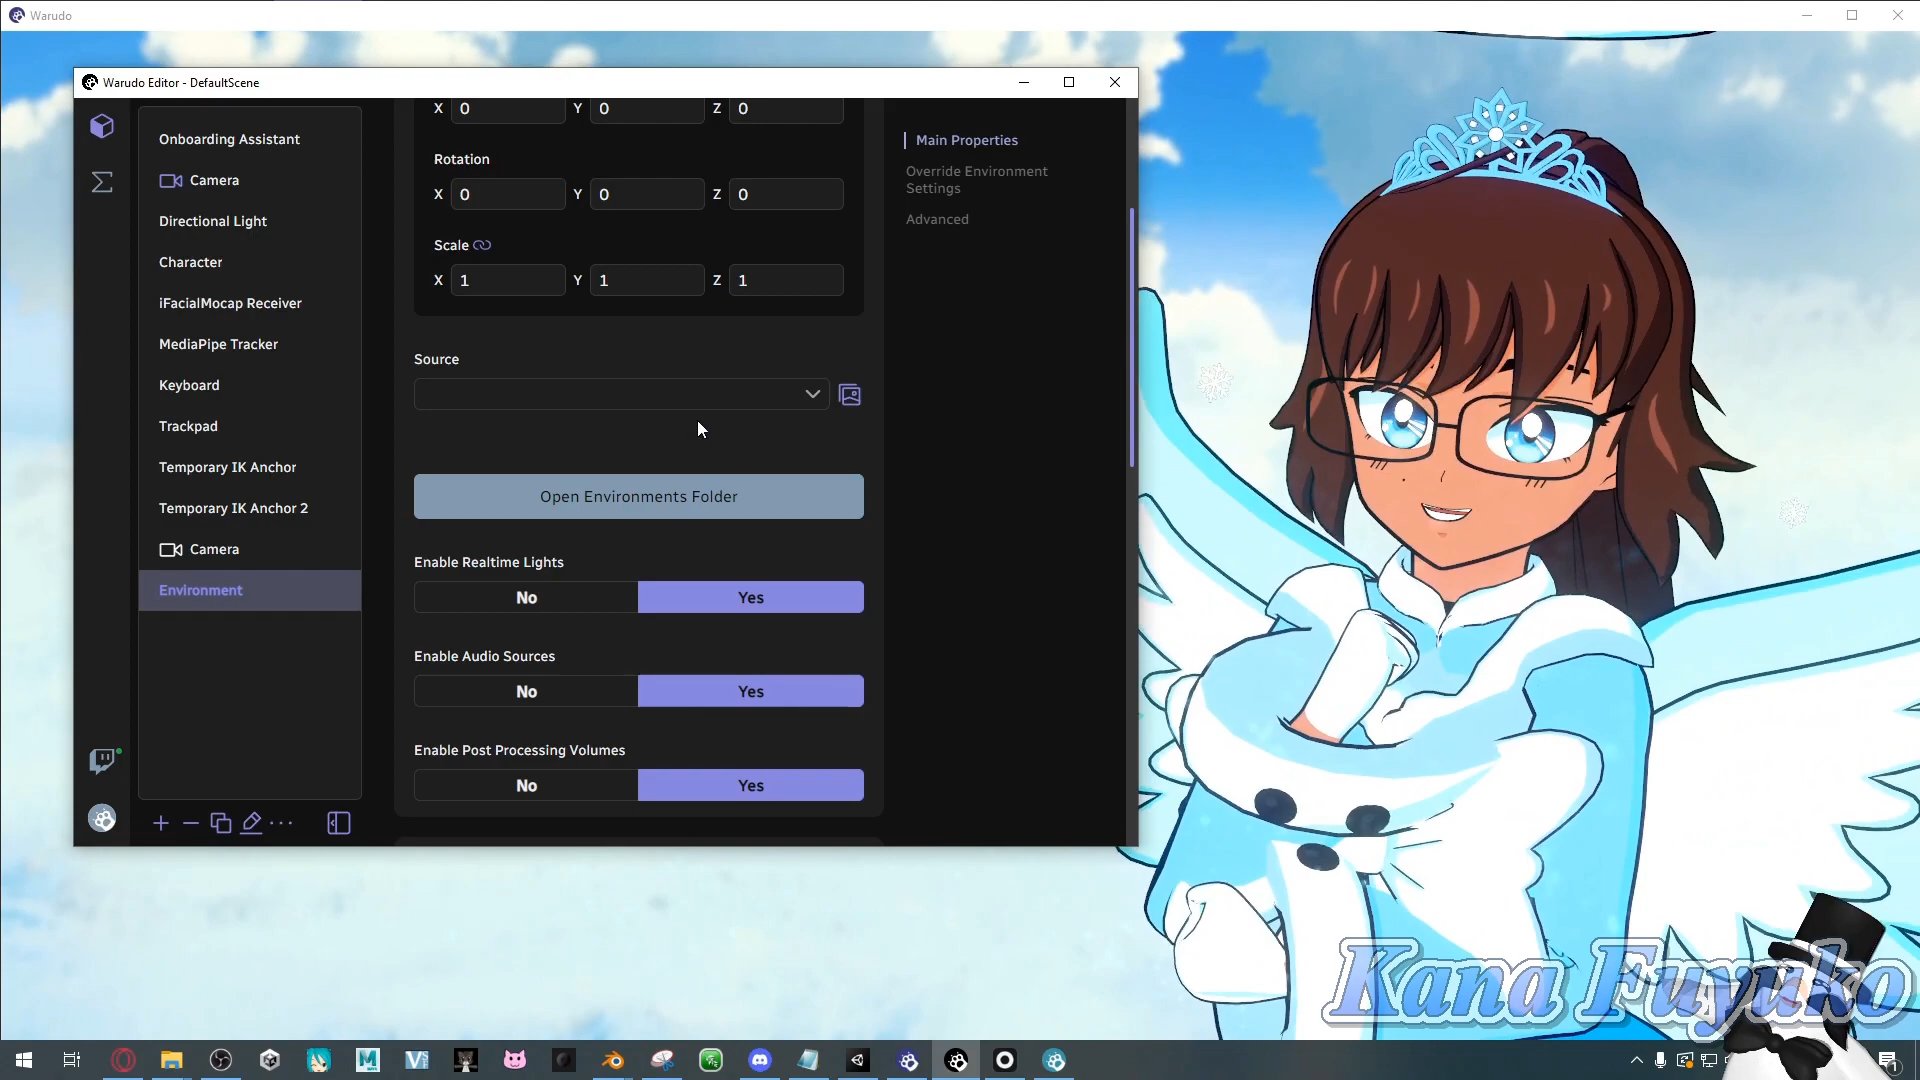 Warudo
Warudo Editor - DefaultScene
Onboarding Assistant
Camera
Directional Light
Character
iFacialMocap Receiver
MediaPipe Tracker
Keyboard
Trackpad
Temporary IK Anchor
Temporary IK Anchor 2
Camera
Environment
X 0 Y 0 Z 0
Rotation
X 0 Y 0 Z 0
Scale
X 1 Y 1 Z 1
Source
Open Environments Folder
Enable Realtime Lights
No Yes
Enable Audio Sources
No Yes
Enable Post Processing Volumes
No Yes
Main Properties
Override Environment
Settings
Advanced
Kana Fuyuko